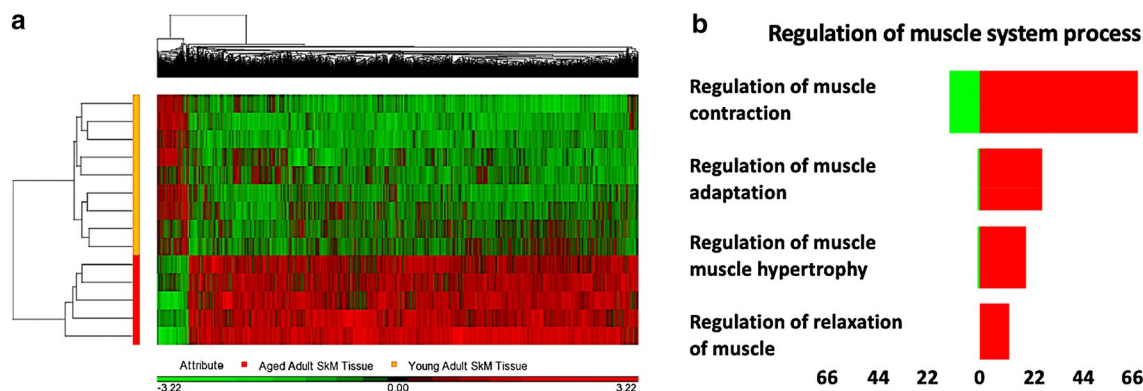 a
Attribute
Aged Adult SkM Tissue
Young Adult SkM Tissue
-3.22
0.00
3.22
b
Regulation of muscle system process
Regulation of muscle
contraction
Regulation of muscle
adaptation
Regulation of muscle
muscle hypertrophy
Regulation of relaxation
of muscle
66 44 22 0 22 44 66